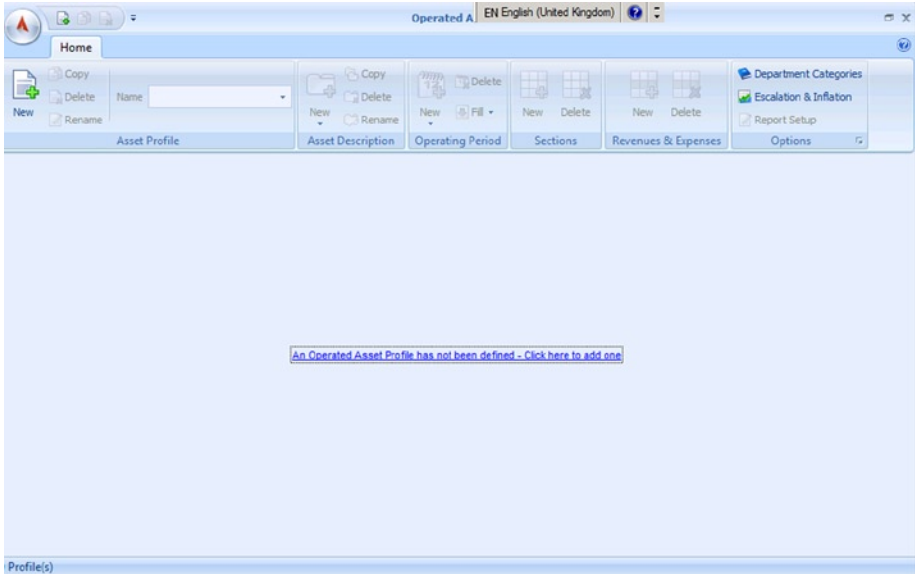 Operated A
EN English (United Kingdom)
Home
New
Copy
Delete
Rename
Name
Asset Profile
New
Copy
Delete
Rename
Asset Description
New
Delete
Fill
Operating Period
New
Delete
Sections
New
Delete
Revenues & Expenses
Department Categories
Escalation & Inflation
Report Setup
Options
An Operated Asset Profile has not been defined - Click here to add one
Profile(s)